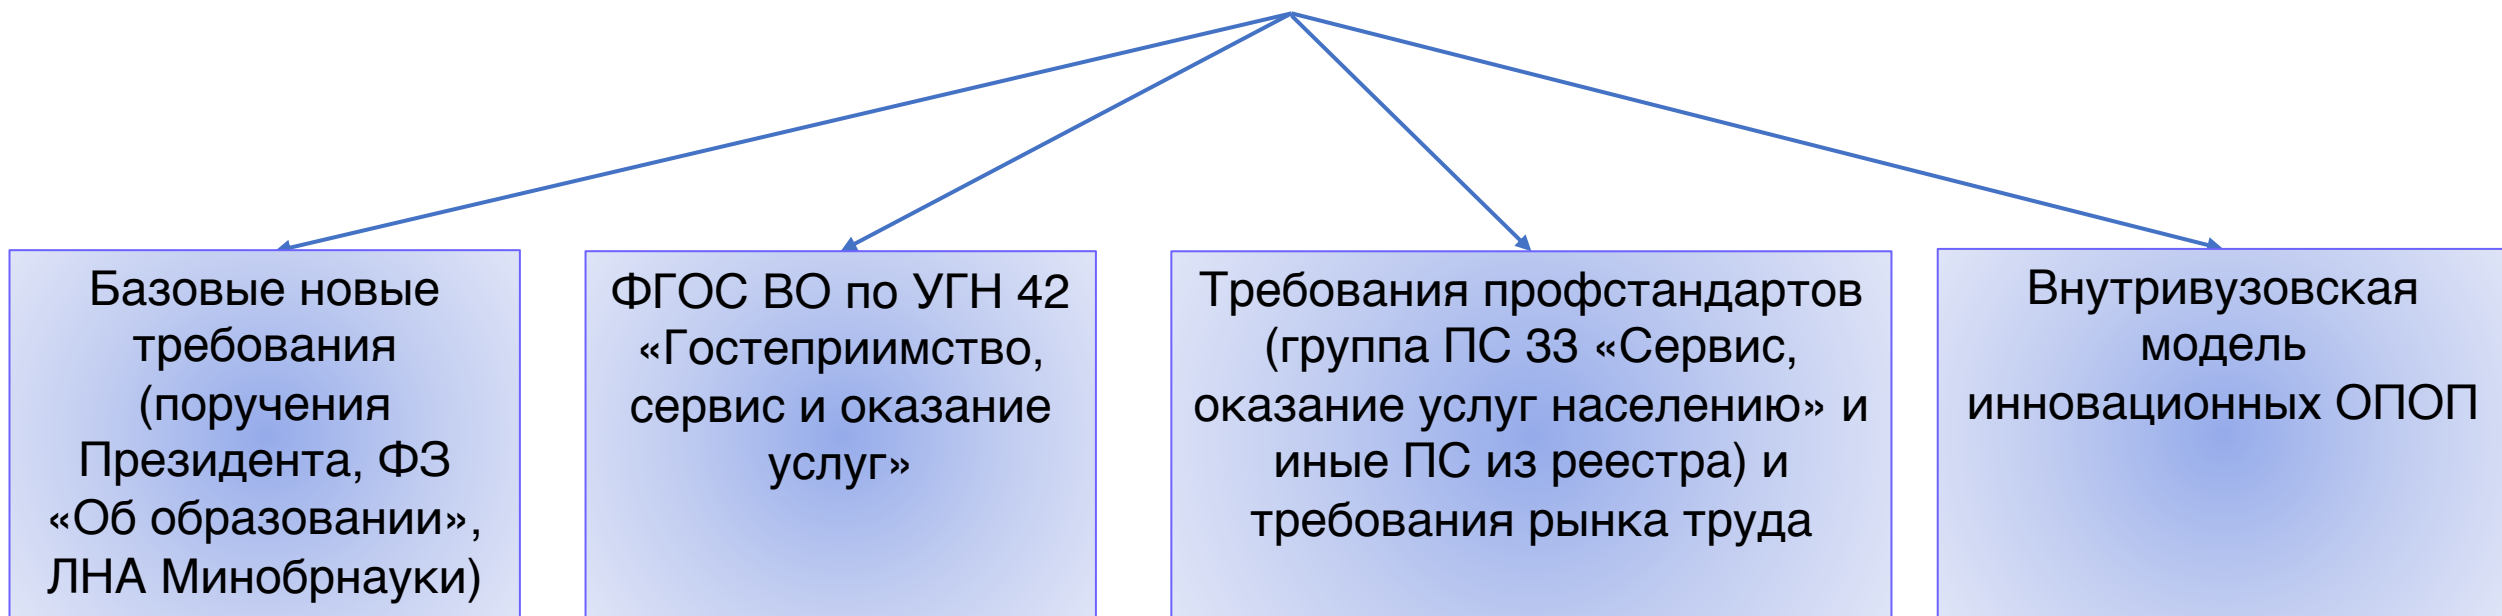 Базовые новые
требования
(поручения
Президента, ФЗ
«Об образовании»,
ЛНА Минобрнауки)
ФГОС ВО по УГН 42
«Гостеприимство,
сервис и оказание
услуг»
Требования профстандартов
(группа ПС 33 «Сервис,
оказание услуг населению» и
иные ПС из реестра) и
требования рынка труда
Внутривузовская
модель
инновационных ОПОП